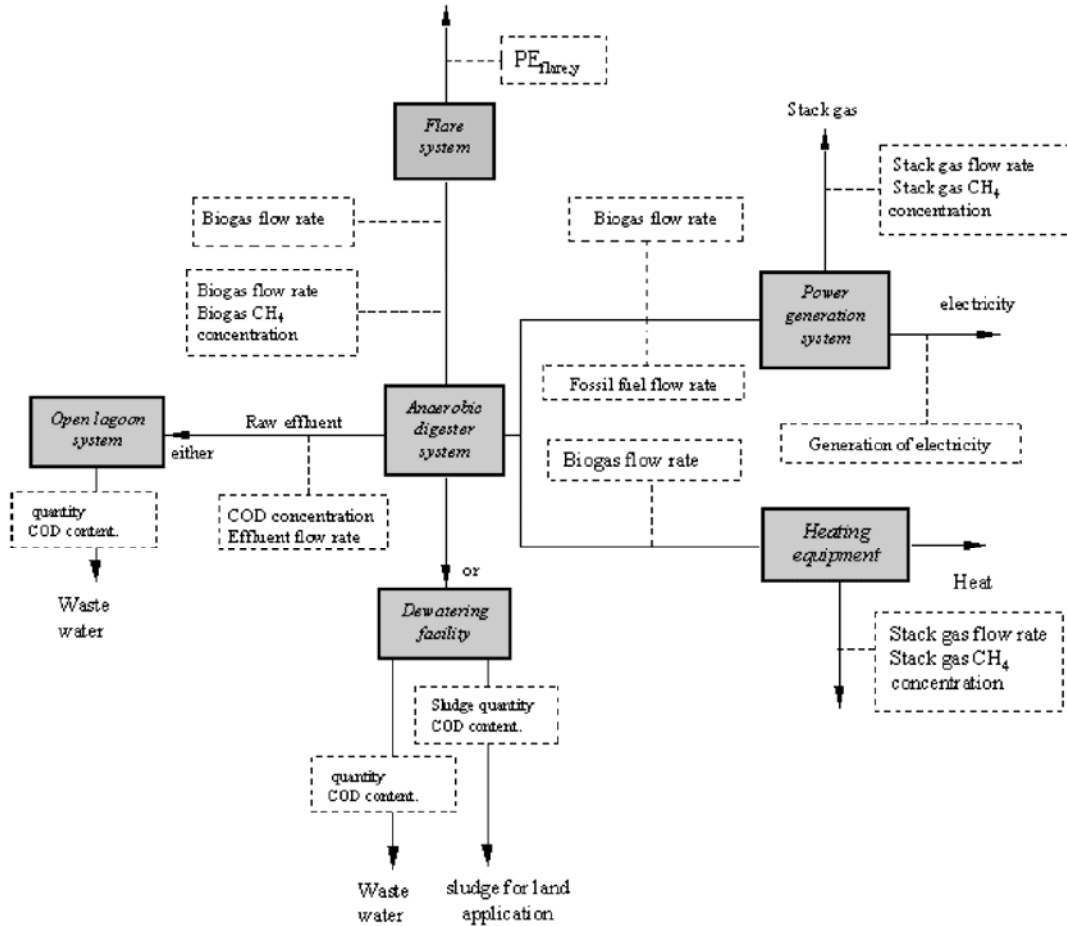 PE flare,y
Flare
system
Stack gas
Stack gas flow rate
Stack gas CH4
concentration
Biogas flow rate
Biogas flow rate
Biogas flow rate
Biogas CH4
concentration
Power
generation
system
electricity
Fossil fuel flow rate
Open lagoon
system
Raw effluent
either
Anaerobic
digester
system
Generation of electricity
Biogas flow rate
quantity
COD content.
COD concentration
Effluent flow rate
Heating
equipment
Heat
or
Waste
water
Dewatering
facility
Stack gas flow rate
Stack gas CH4
concentration
Sludge quantity
COD content.
quantity
COD content.
Waste
water
sludge for land
application